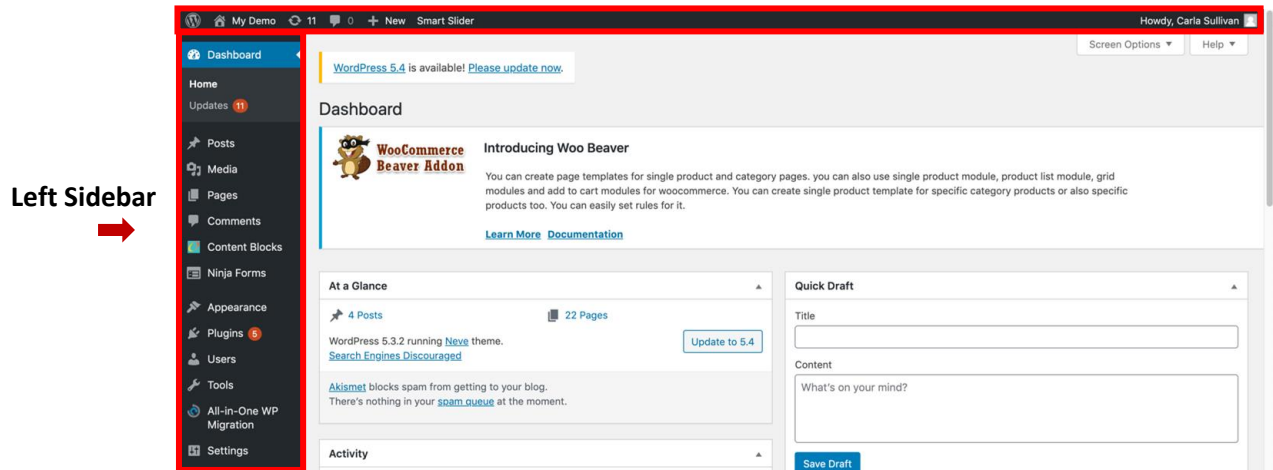 My Demo 11 0 + New Smart Slider Howdy, Carla Sullivan
Screen Options ▼ Help ▼
Dashboard
Home
Updates 11
Posts
Media
Pages
Comments
Content Blocks
Ninja Forms
Appearance
Plugins 5
Users
Tools
All-in-One WP
Migration
Settings
Left Sidebar
WordPress 5.4 is available! Please update now.
Dashboard
WooCommerce
Beaver Addon
Introducing Woo Beaver
You can create page templates for single product and category pages. you can also use single product module, product list module, grid
modules and add to cart modules for woocommerce. You can create single product template for specific category products or also specific
products too. You can easily set rules for it.
Learn More Documentation
At a Glance
4 Posts 22 Pages
WordPress 5.3.2 running Neve theme.
Update to 5.4
Search Engines Discouraged
Akismet blocks spam from getting to your blog.
There's nothing in your spam queue at the moment.
Activity
Quick Draft
Title
Content
What's on your mind?
Save Draft